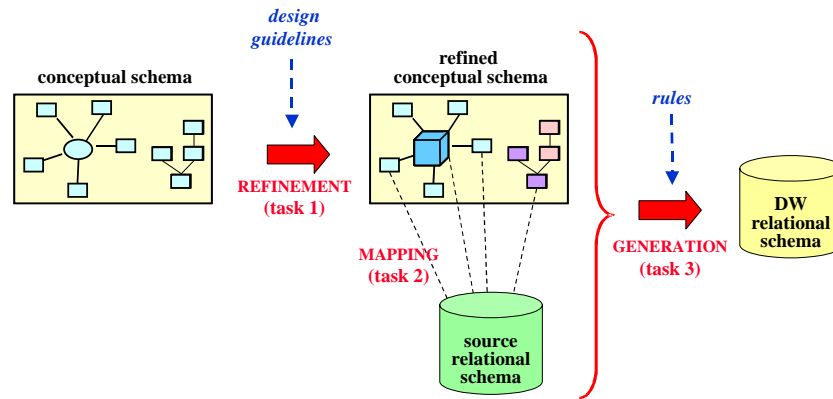 design
guidelines
conceptual schema
refined
conceptual schema
rules
REFINEMENT
(task 1)
MAPPING
(task 2)
GENERATION
(task 3)
DW
relational
schema
source
relational
schema